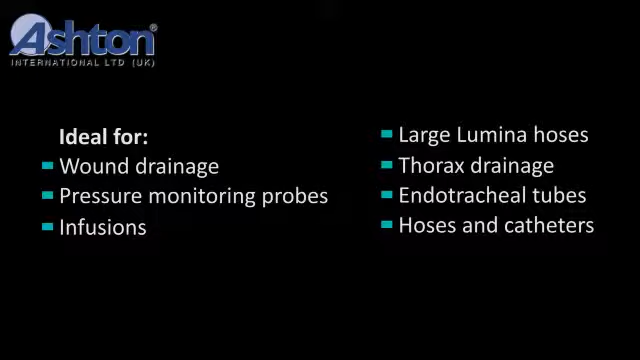 Ashton®
INTERNATIONAL LTD (UK)
Ideal for:
Wound drainage
Pressure monitoring probes
Infusions
Large Lumina hoses
Thorax drainage
Endotracheal tubes
Hoses and catheters